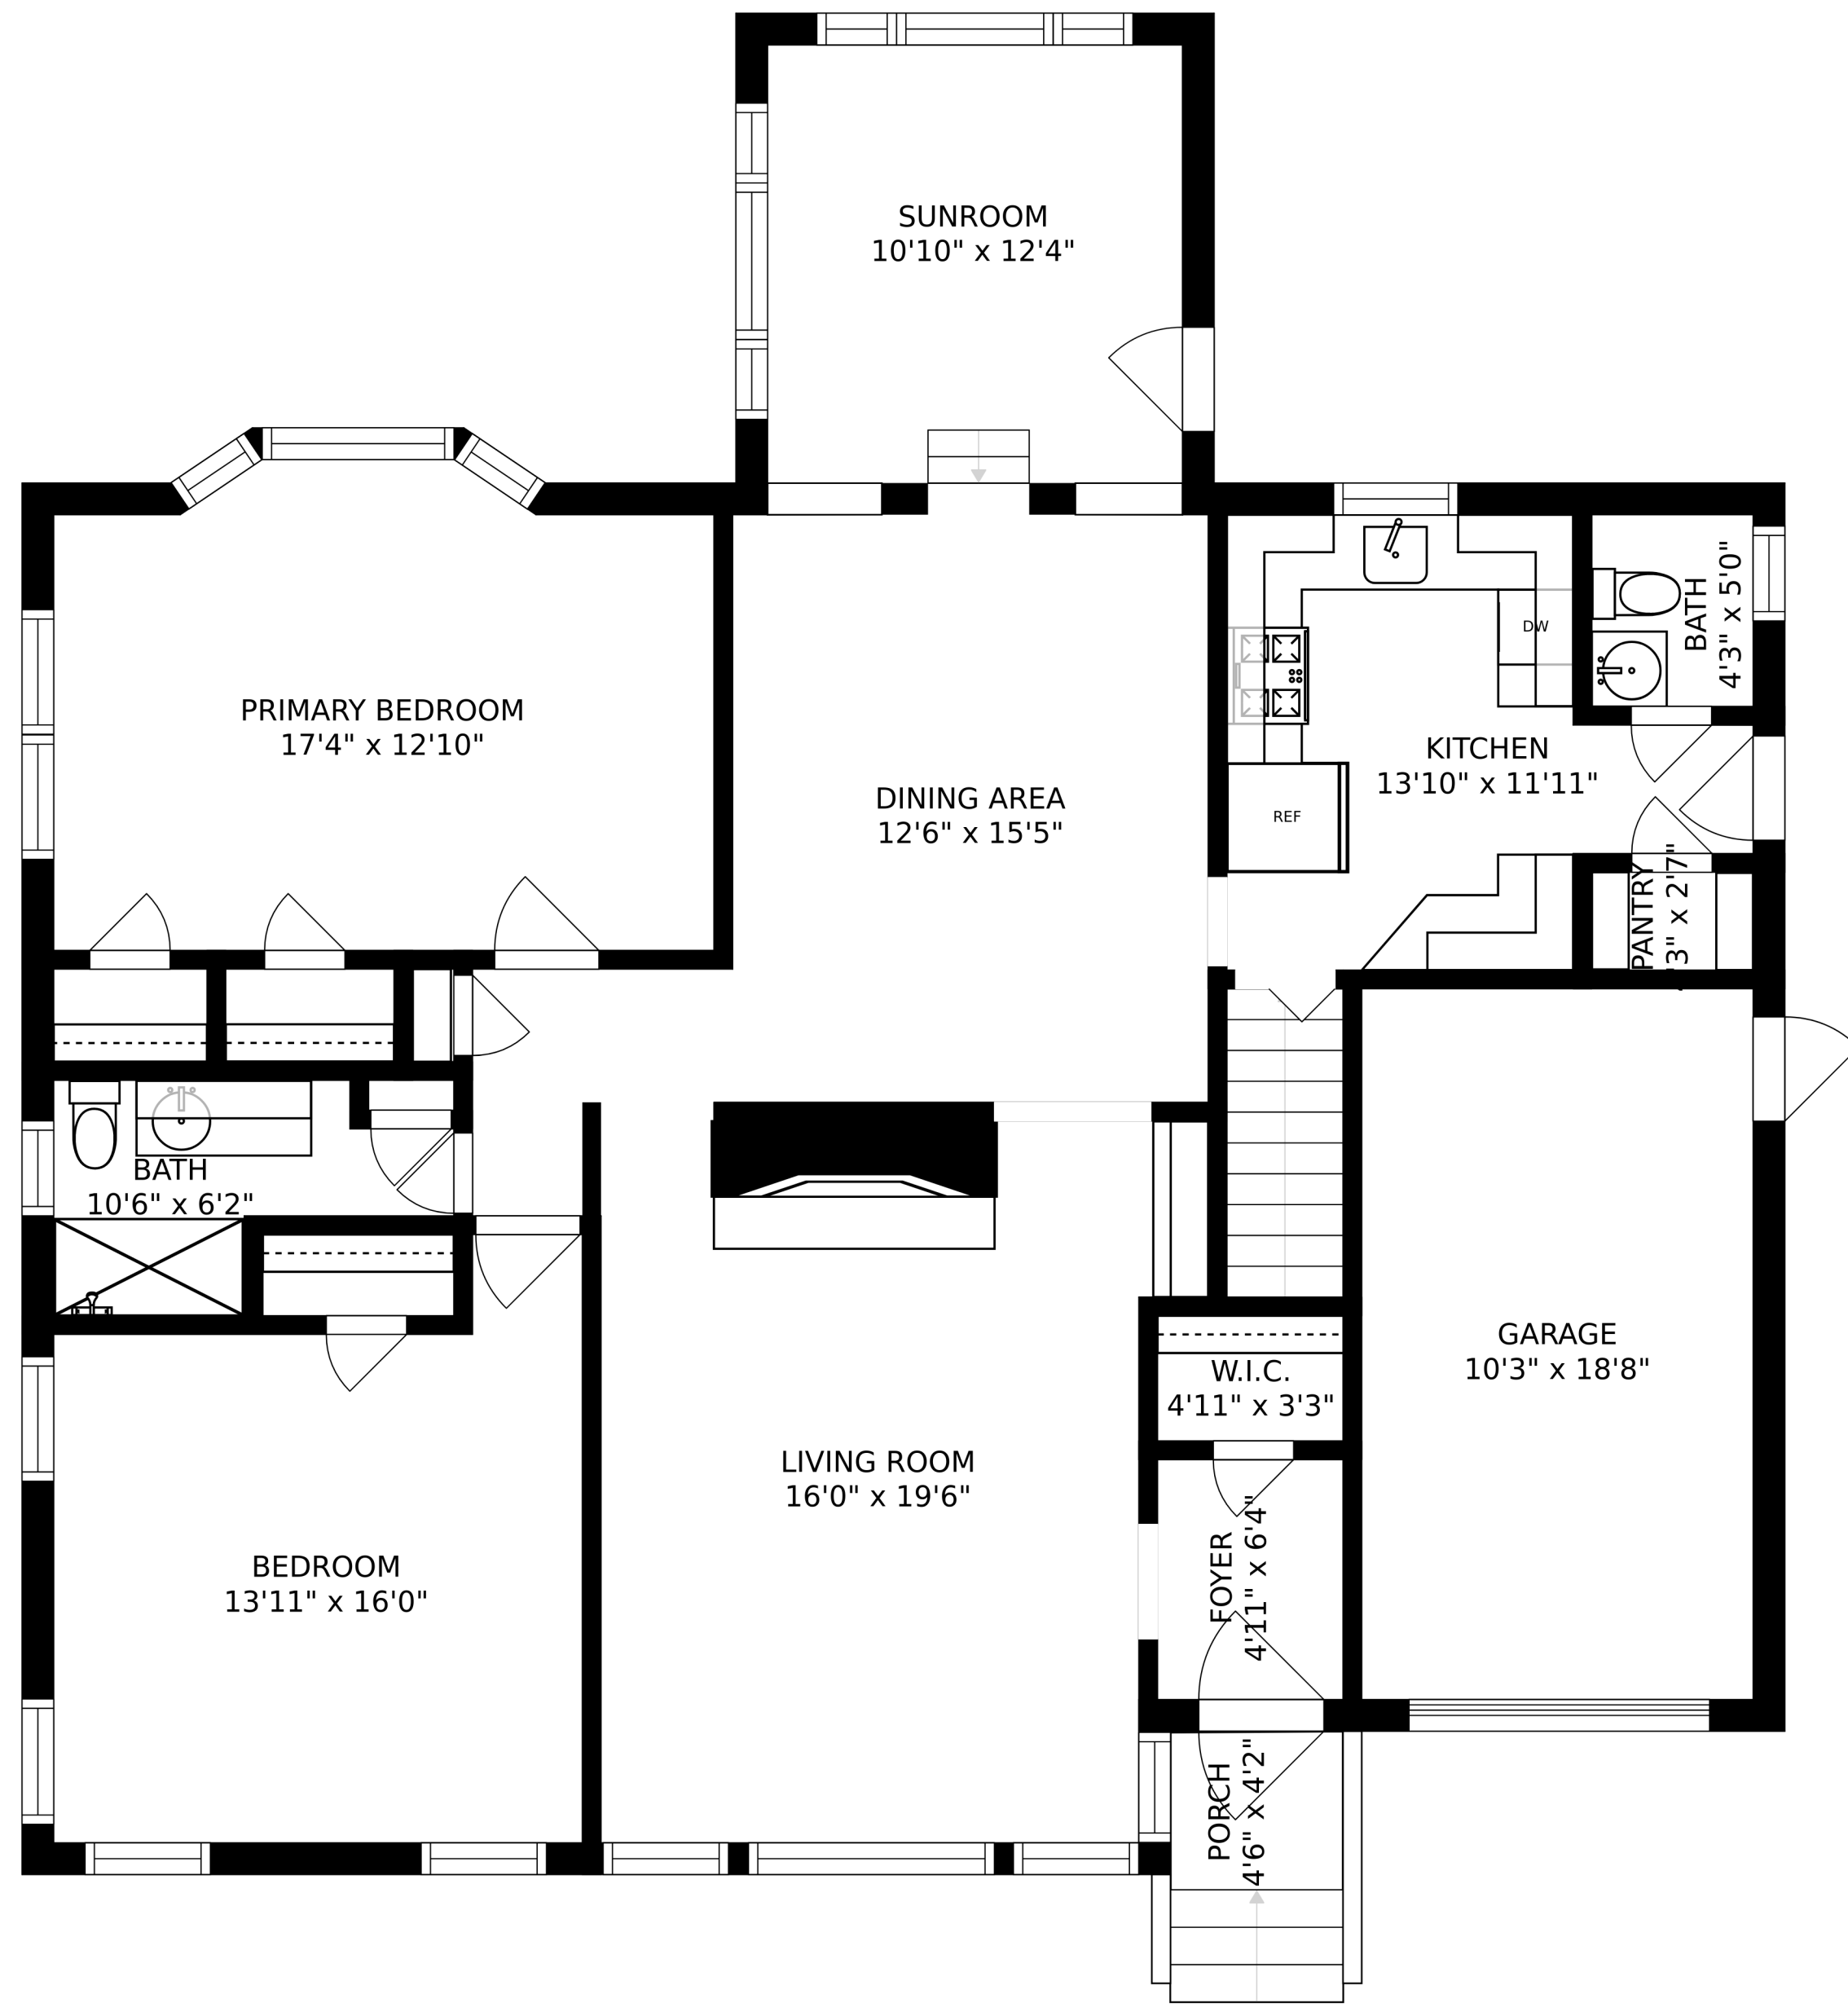 SUNROOM
10'10" x 12'4"
PRIMARY BEDROOM
17'4" x 12'10"
DINING AREA
12'6" x 15'5"
KITCHEN
13'10" x 11'11"
DW
REF
BATH
4'3" x 5'0"
PANTRY
3" x 2'7"
BATH
10'6" x 6'2"
BEDROOM
13'11" x 16'0"
LIVING ROOM
16'0" x 19'6"
W.I.C.
4'11" x 3'3"
FOYER
4'11" x 6'4"
GARAGE
10'3" x 18'8"
PORCH
4'6" x 4'2"